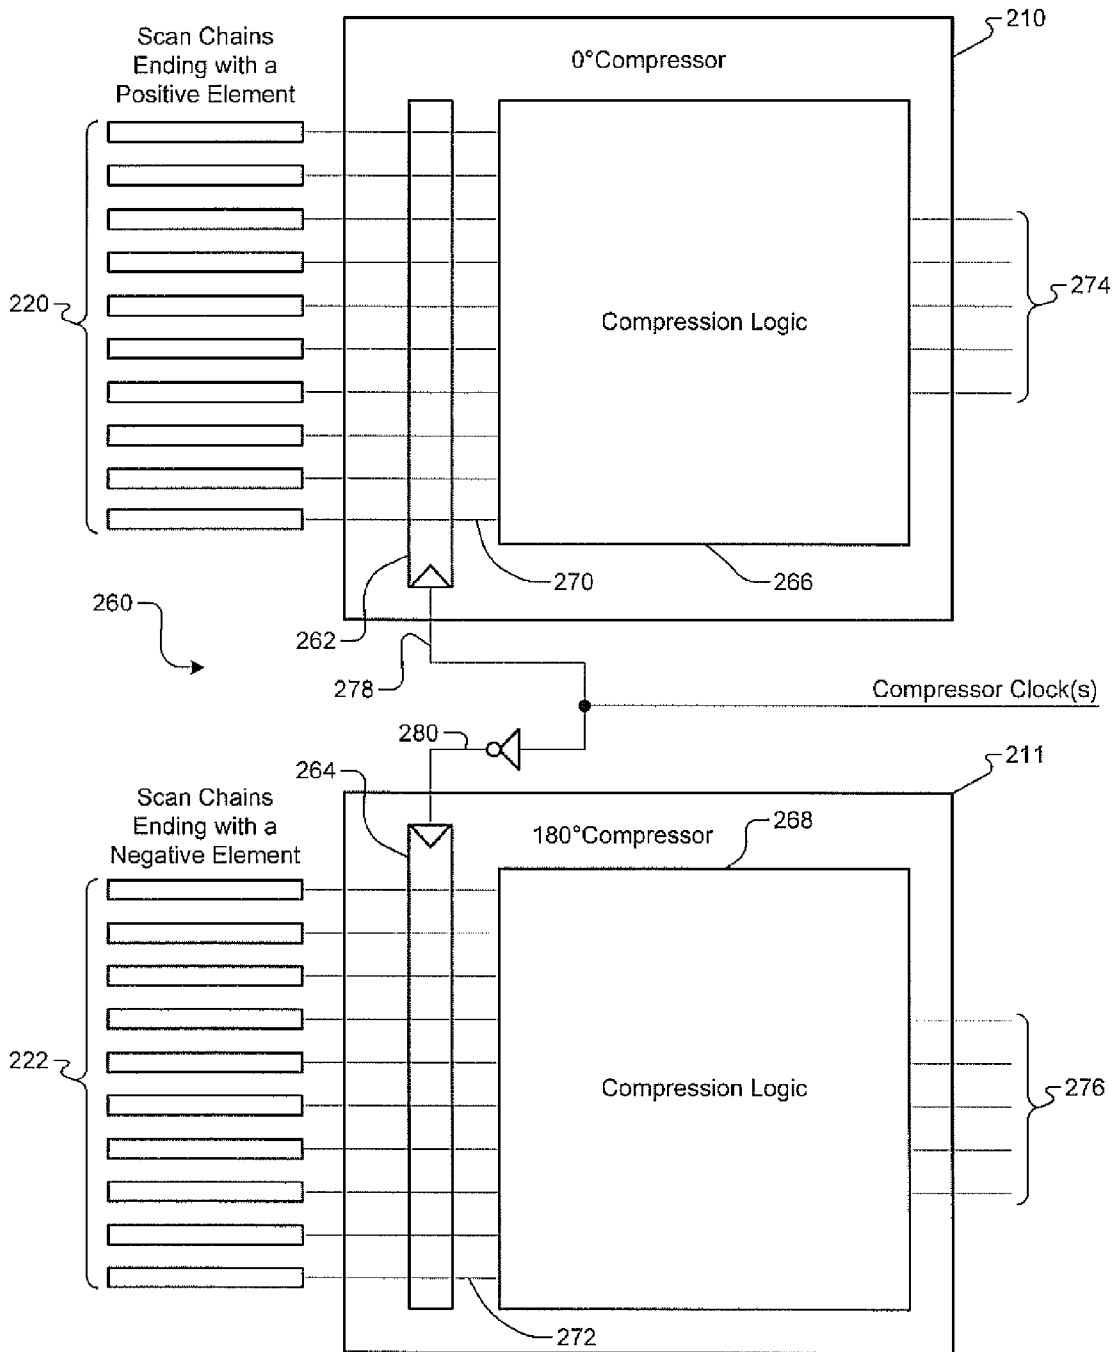 210
Scan Chains
Ending with a
Positive Element
0°Compressor
220
274
Compression Logic
270
266
260
262
278
Compressor Clock(s)
280
264
211
Scan Chains
Ending with a
Negative Element
180°Compressor
268
222
276
Compression Logic
272